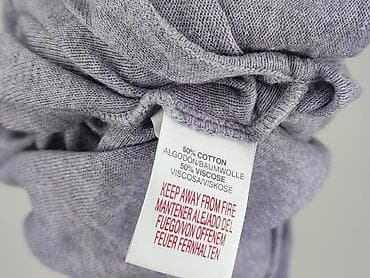 50% COTTON
ALGODÓN/BAUMWOLLE
50% VISCOSE
VISCOSA/VISKOSE
KEEP AWAY FROM FIRE
MANTENER ALEJADO DEL
FUEGO VON OFFENEM
FEUER FERNHALTEN